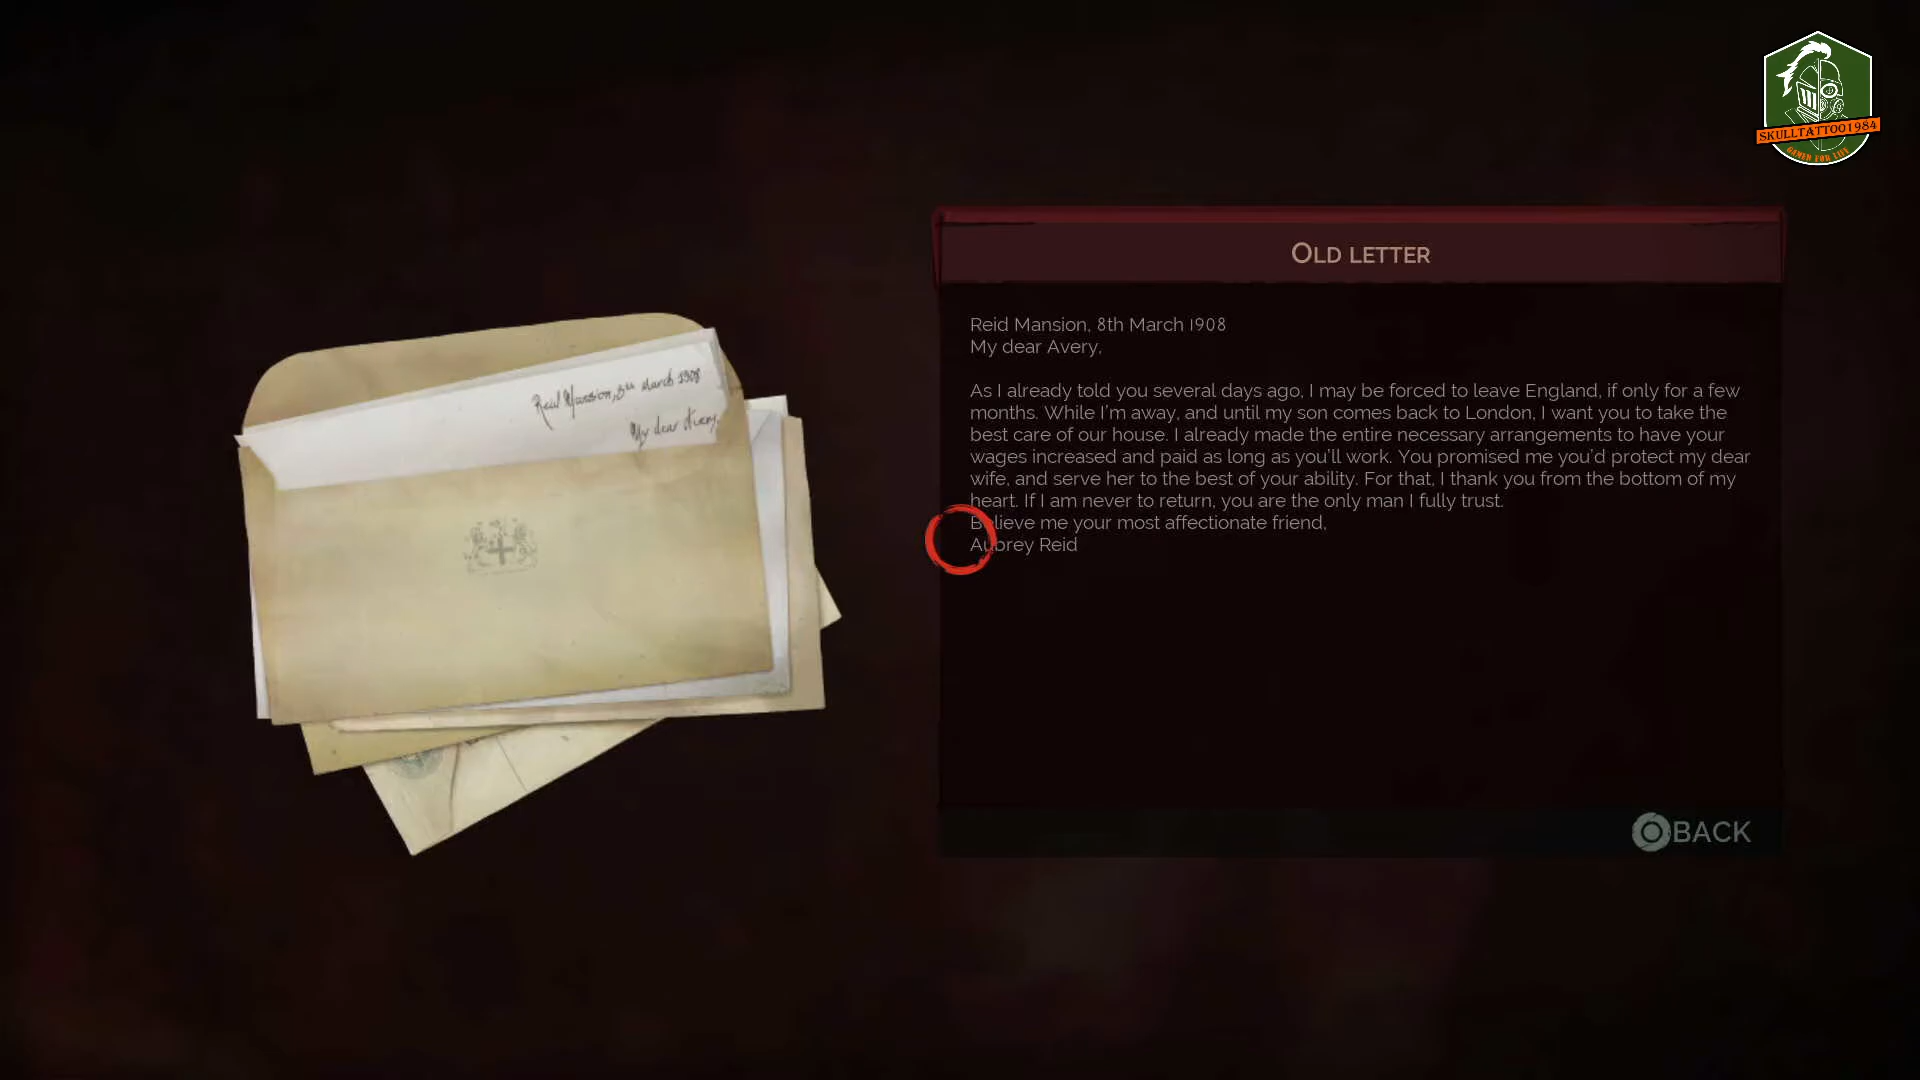 SKULLTATTOO1984
GAMER FOR LIFE
OLD LETTER
Reid Mansion, 8th March 1908
My dear Avery,
As I already told you several days ago, I may be forced to leave England, if only for a few
months. While I'm away, and until my son comes back to London, I want you to take the
best care of our house. I already made the entire necessary arrangements to have your
wages increased and paid as long as you'll work. You promised me you'd protect my dear
wife, and serve her to the best of your ability. For that, I thank you from the bottom of my
heart. If I am never to return, you are the only man I fully trust.
Believe me your most affectionate friend,
Aubrey Reid
Reid Mansion, 8th March 1908
My dear Avery,
BACK